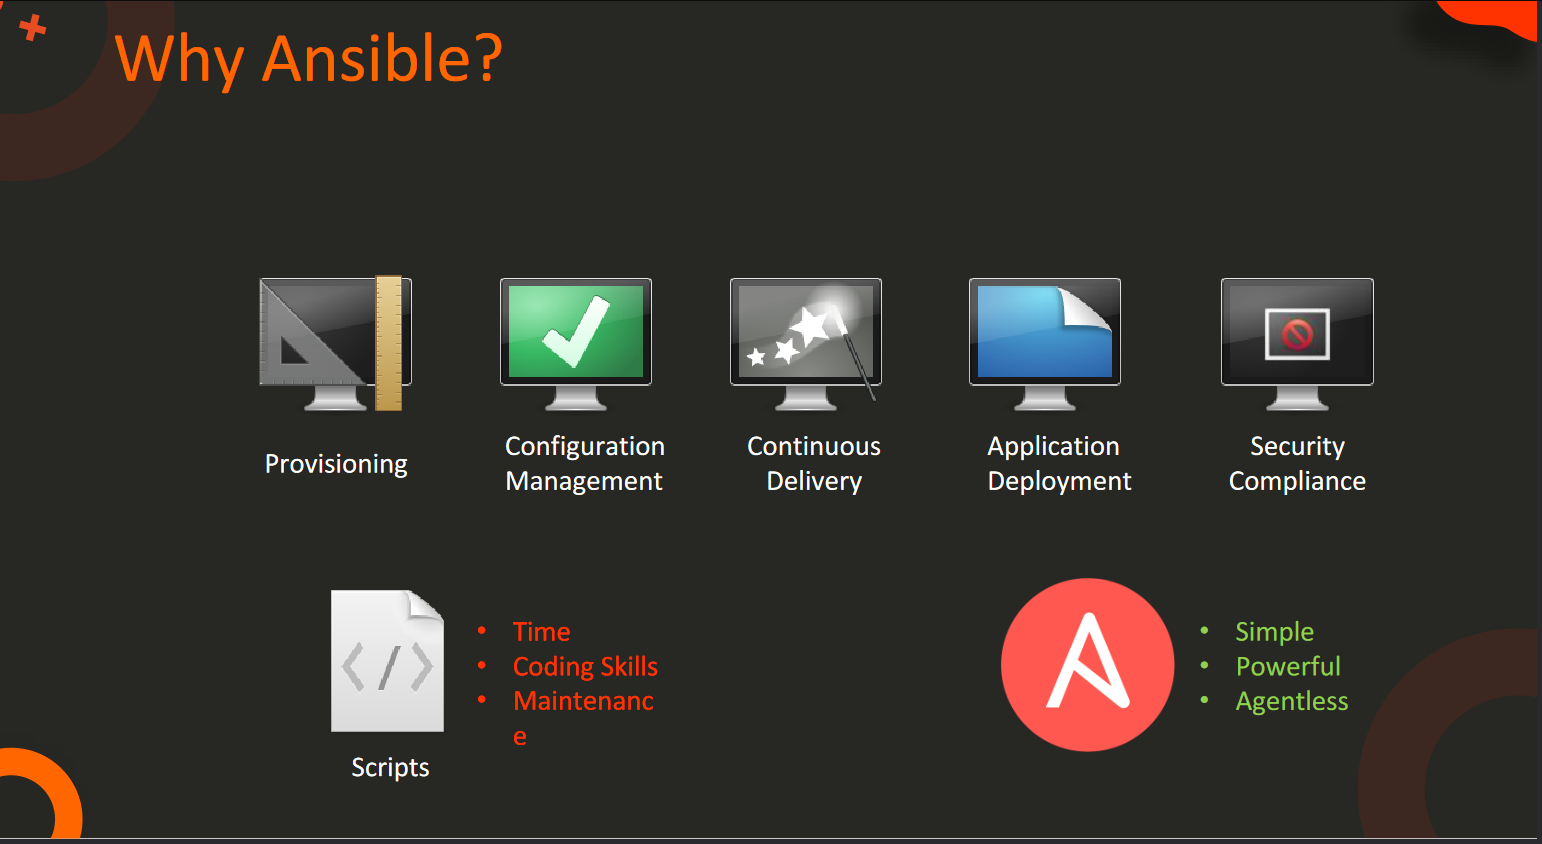 Why Ansible?
Provisioning
Configuration
Management
Continuous
Delivery
Application
Deployment
Security
Compliance
• Time
• Coding Skills
• Maintenanc
e
Scripts
• Simple
• Powerful
• Agentless